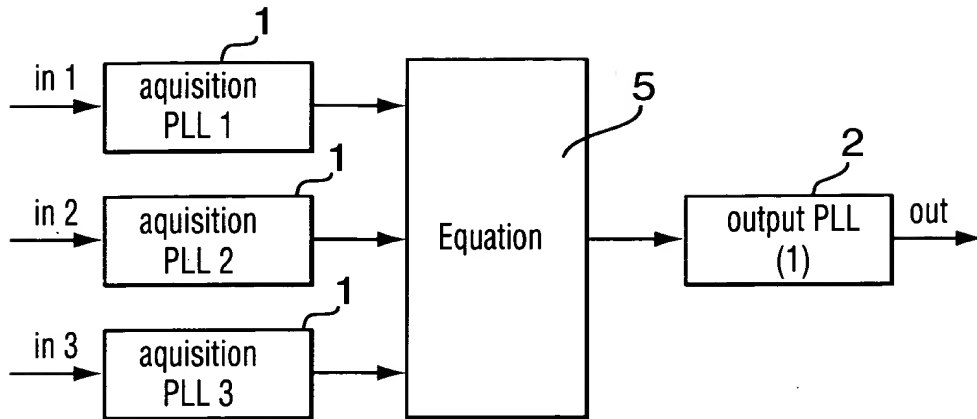 1
in 1
aquisition
PLL 1
5
1
2
in 2
aquisition
PLL 2
Equation
output PLL
(1)
out
1
in 3
aquisition
PLL 3